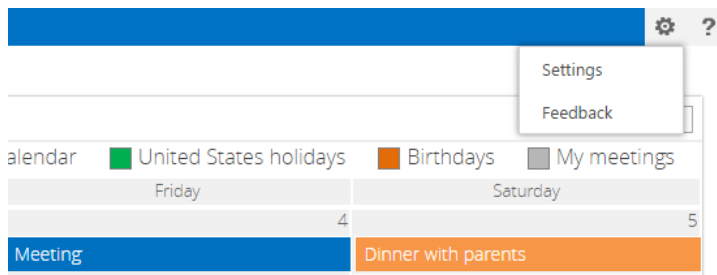 ?
Settings
Feedback
alendar United States holidays Birthdays My meetings
Friday Saturday
4 5
Meeting Dinner with parents